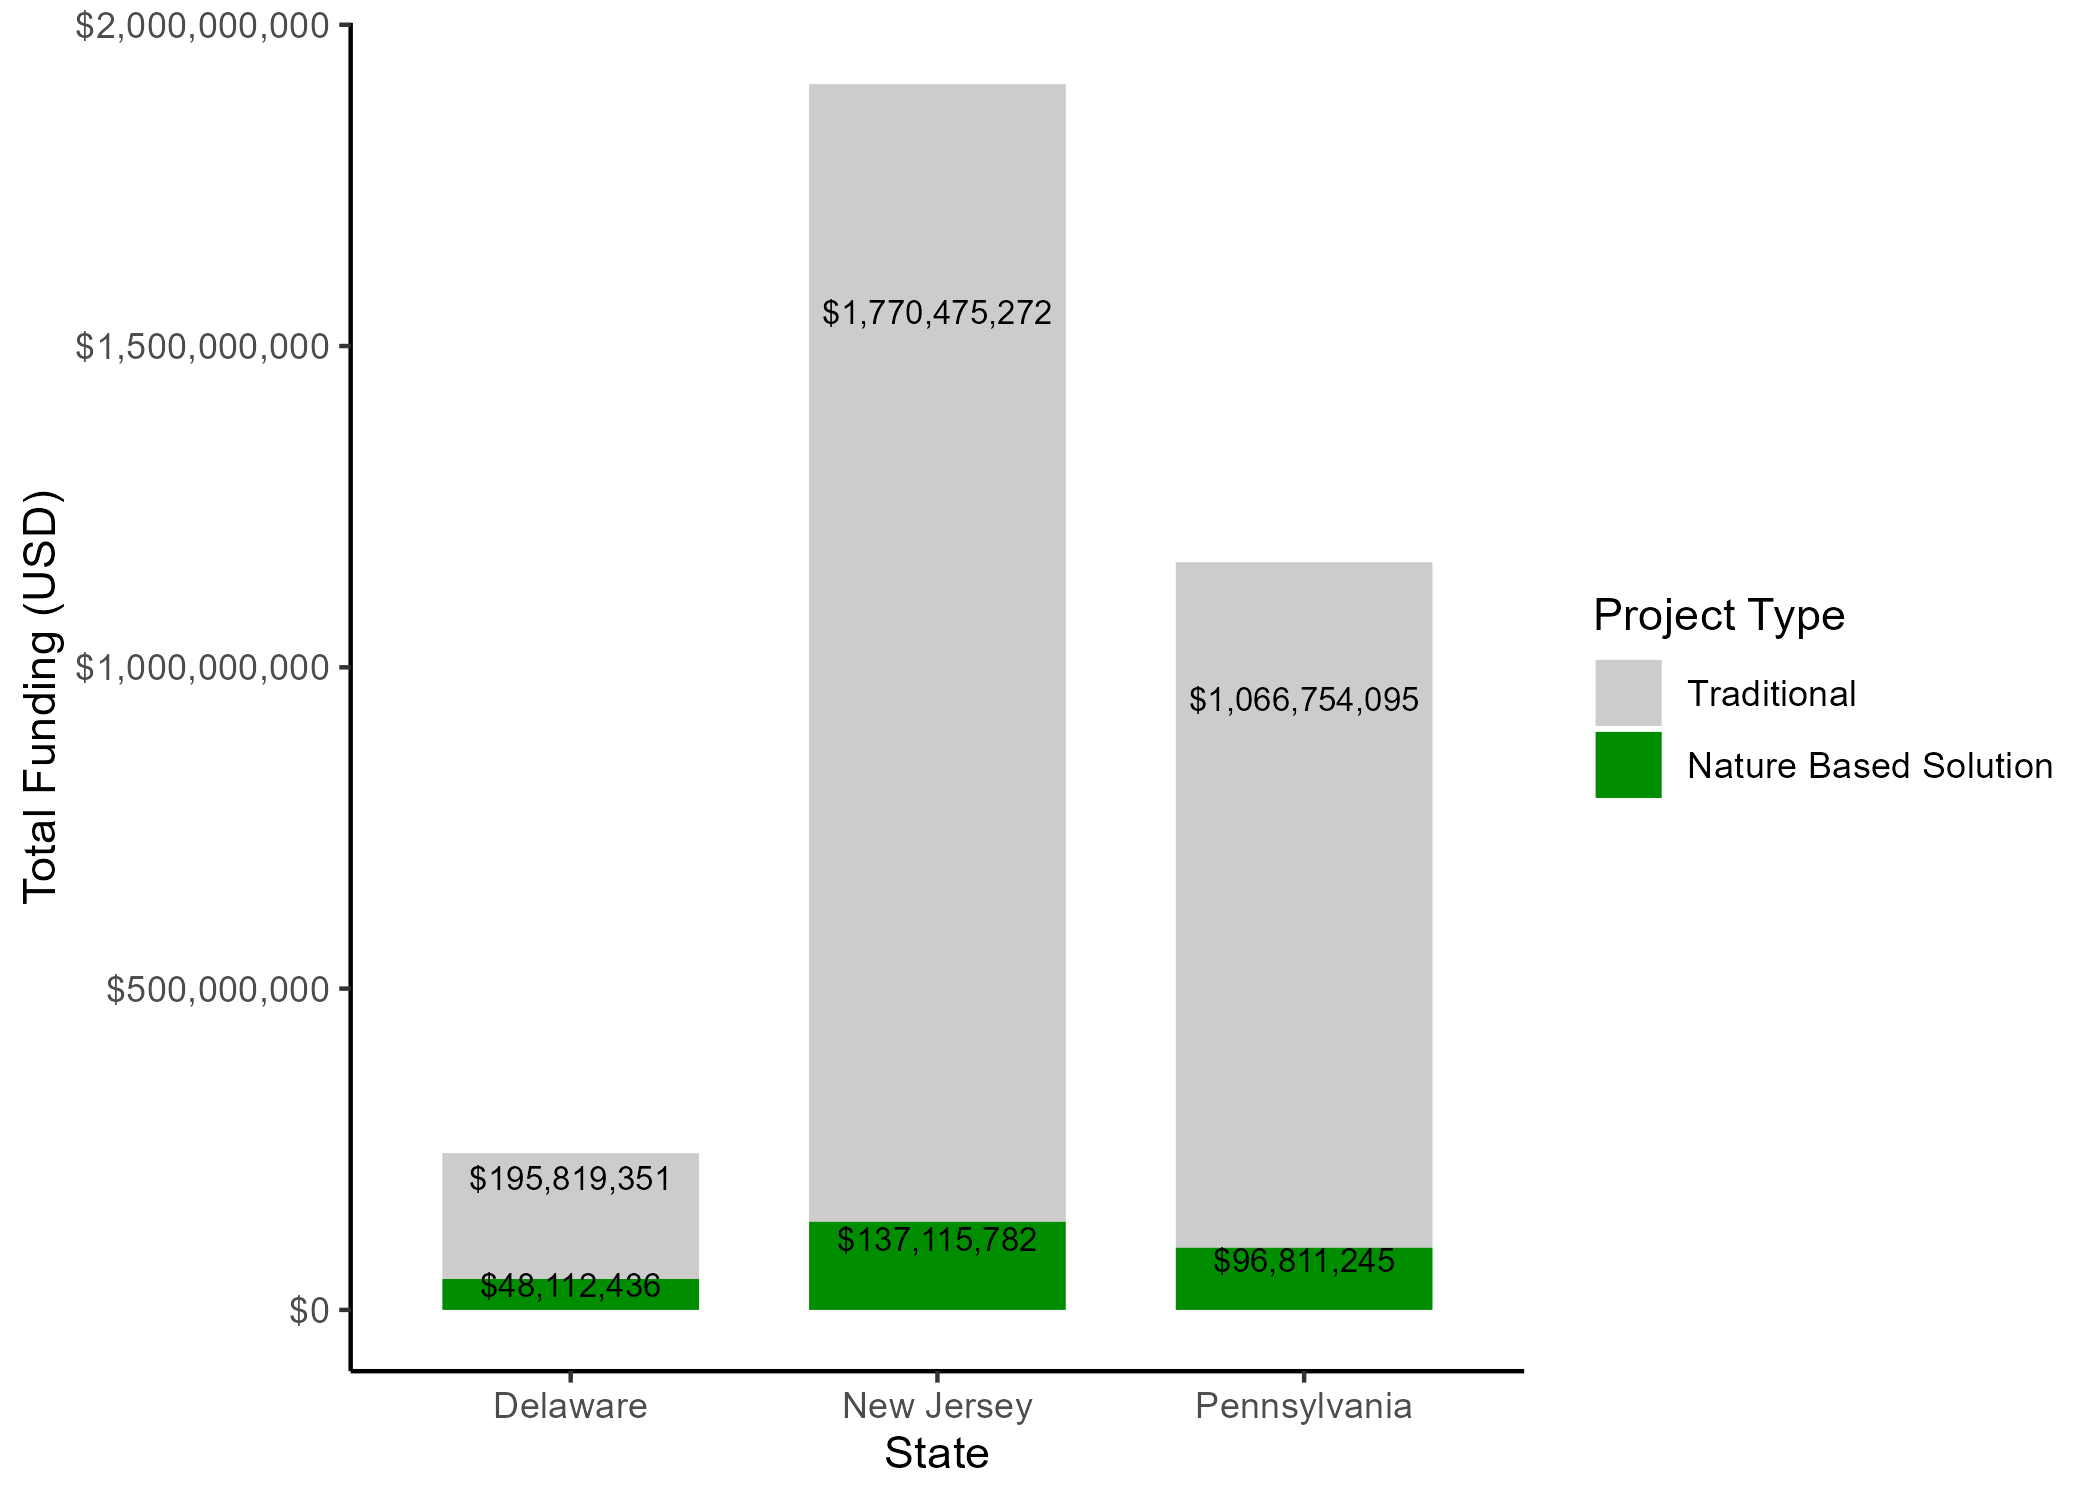 $2,000,000,000
$1,500,000,000
$1,000,000,000
$500,000,000
$0
Total Funding (USD)
$1,770,475,272
$1,066,754,095
$195,819,351
$48,112,436
$137,115,782
$96,811,245
Delaware
New Jersey
Pennsylvania
State
Project Type
Traditional
Nature Based Solution